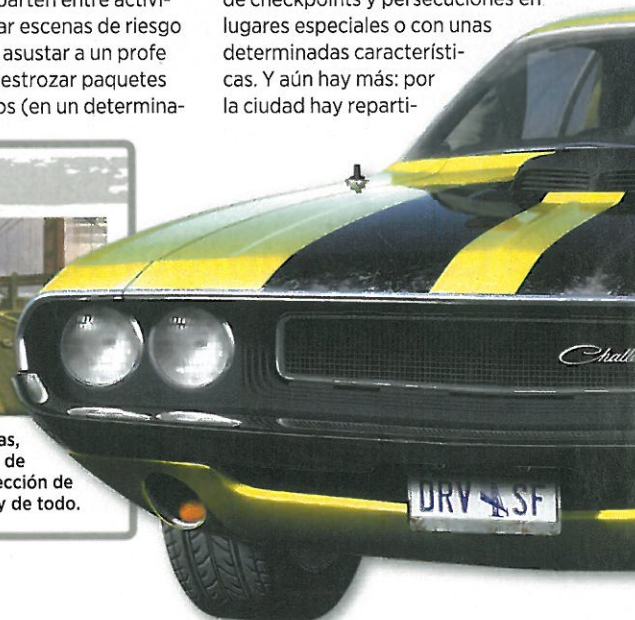 parten entre activi-
ar escenas de riesgo
asustar a un profe
estrozar paquetes
os (en un determina-
de checkpoints y persecuciones en
lugares especiales o con unas
determinadas característi-
cas. Y aún hay más: por
la ciudad hay reparti-
as,
de
ección de
y de todo.
Chall
DRV SF